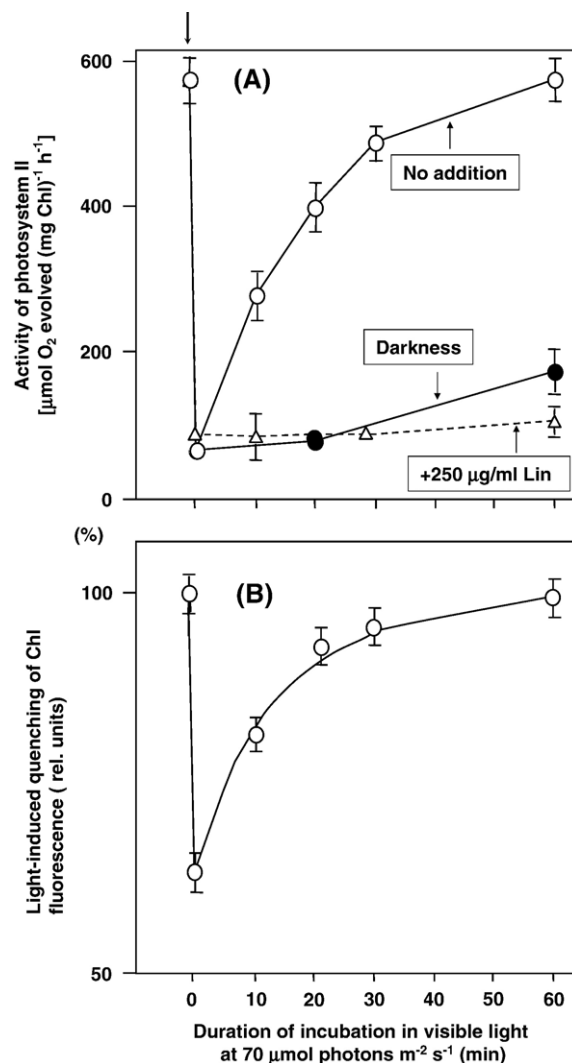 (A)
600
400
200
0
Activity of photosystem II
[μmol O₂ evolved (mg Chl)⁻¹ h⁻¹]
No addition
Darkness
+250 μg/ml Lin
(%)
(B)
100
50
Light-induced quenching of Chl
fluorescence ( rel. units)
0 10 20 30 40 50 60
Duration of incubation in visible light
at 70 μmol photons m⁻² s⁻¹ (min)